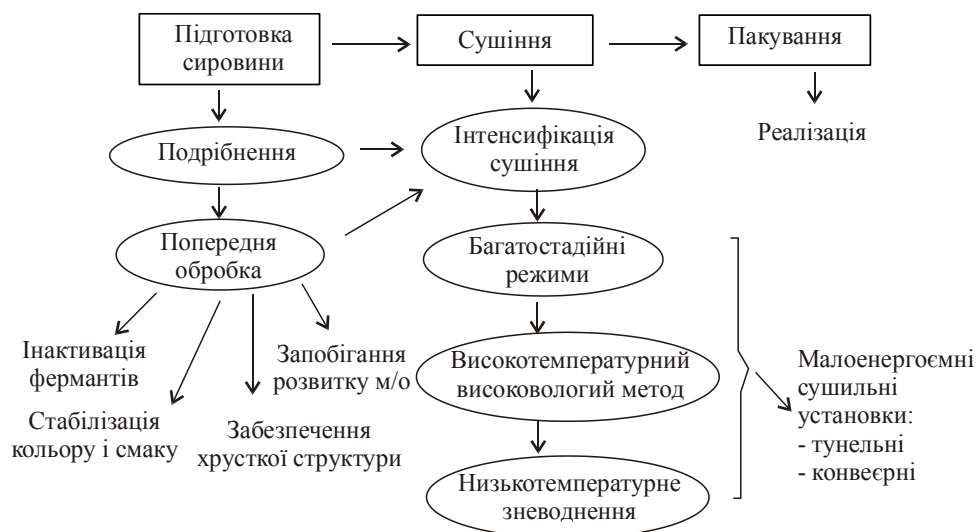 Підготовка
сировини
Сушіння
Пакування
Подрібнення
Інтенсифікація
сушіння
Реалізація
Попередня
обробка
Багатостадійні
режими
Інактивація
фермантів
Запобігання
розвитку м/о
Стабілізація
кольору і смаку
Забезпечення
хрусткої структури
Високотемпературний
високовологий метод
Низькотемпературне
зневоднення
Малоенергоємні
сушильні
установки:
- тунельні
- конвеєрні